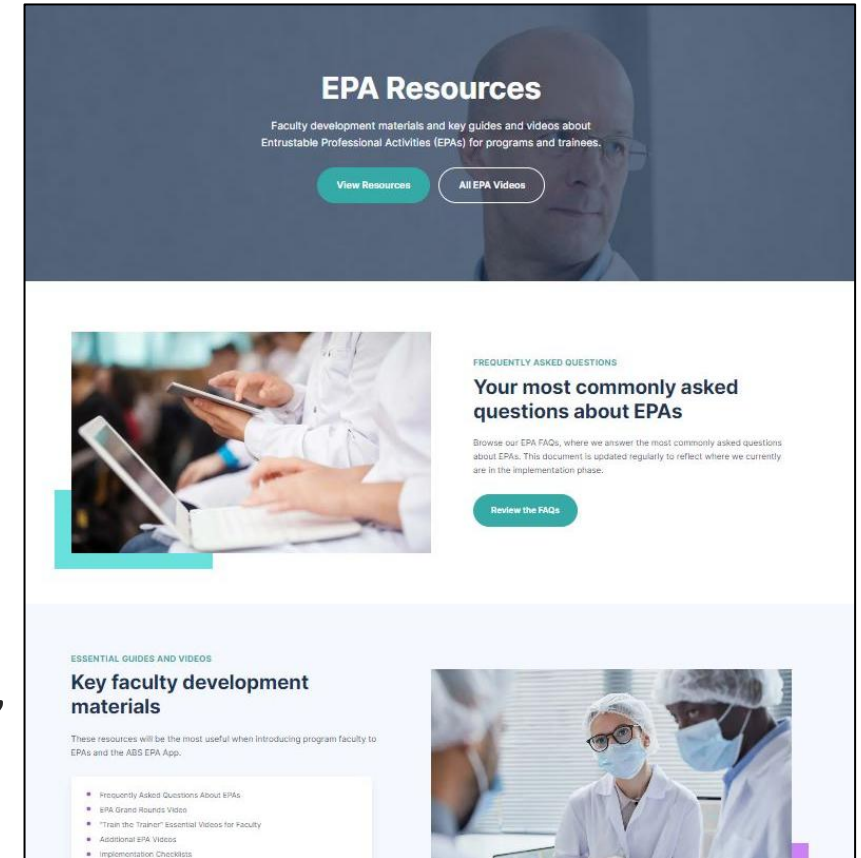 EPA Resources
Faculty development materials and key guides and videos about
Entrustable Professional Activities (EPAs) for programs and trainees.
View Resources
All EPA Videos
FREQUENTLY ASKED QUESTIONS
Your most commonly asked
questions about EPAs
Browse our EPA FAQs, where we answer the most commonly asked questions
about EPAs. This document is updated regularly to reflect where we currently
are in the implementation phase.
Review the FAQs
ESSENTIAL GUIDES AND VIDEOS
Key faculty development
materials
,
These resources will be the most useful when introducing program faculty to
EPAs and the ABS EPA App.
Frequently Asked Questions About EPAs
EPA Grand Rounds Video
"Train the Trainer" Essential Videos for Faculty
Additional EPA Videos
Implementation Checklists